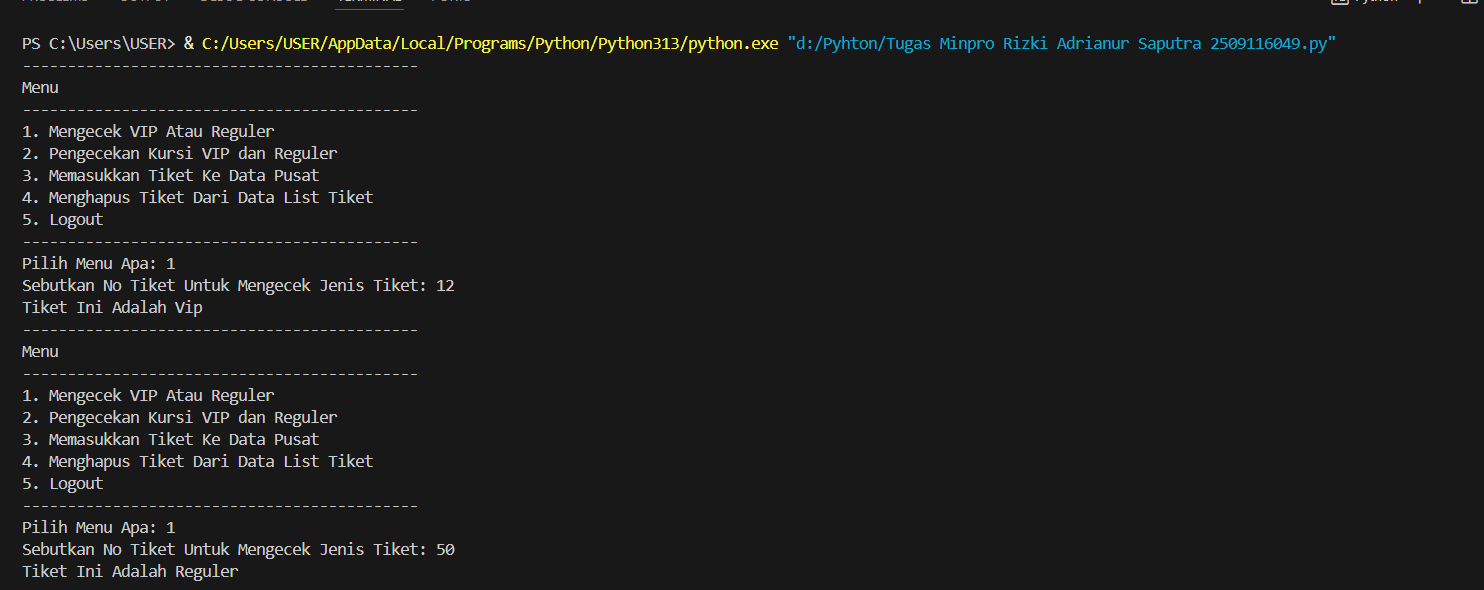 PS C:\Users\USER> & C:/Users/USER/AppData/Local/Programs/Python/Python313/python.exe "d:/Pyhton/Tugas Minpro Rizki Adrianur Saputra 2509116049.py"
--------------------------------------------
Menu
--------------------------------------------
1. Mengecek VIP Atau Reguler
2. Pengecekan Kursi VIP dan Reguler
3. Memasukkan Tiket Ke Data Pusat
4. Menghapus Tiket Dari Data List Tiket
5. Logout
--------------------------------------------
Pilih Menu Apa: 1
Sebutkan No Tiket Untuk Mengecek Jenis Tiket: 12
Tiket Ini Adalah Vip
--------------------------------------------
Menu
--------------------------------------------
1. Mengecek VIP Atau Reguler
2. Pengecekan Kursi VIP dan Reguler
3. Memasukkan Tiket Ke Data Pusat
4. Menghapus Tiket Dari Data List Tiket
5. Logout
--------------------------------------------
Pilih Menu Apa: 1
Sebutkan No Tiket Untuk Mengecek Jenis Tiket: 50
Tiket Ini Adalah Reguler